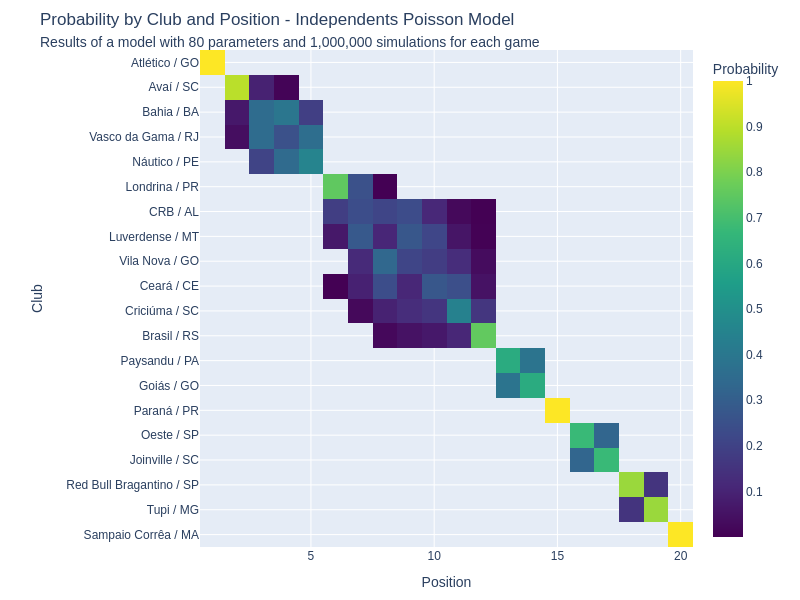 Probability by Club and Position - Independents Poisson Model
Results of a model with 80 parameters and 1,000,000 simulations for each game
Atlético / GO
Avaí / SC
Bahia / BA
Vasco da Gama / RJ
Náutico / PE
Londrina / PR
CRB / AL
Luverdense / MT
Vila Nova / GO
Ceará / CE
Criciúma / SC
Brasil / RS
Paysandu / PA
Goiás / GO
Paraná / PR
Oeste / SP
Joinville / SC
Red Bull Bragantino / SP
Tupi / MG
Sampaio Corrêa / MA
Club
5
10
15
20
Position
Probability
1
0.9
0.8
0.7
0.6
0.5
0.4
0.3
0.2
0.1